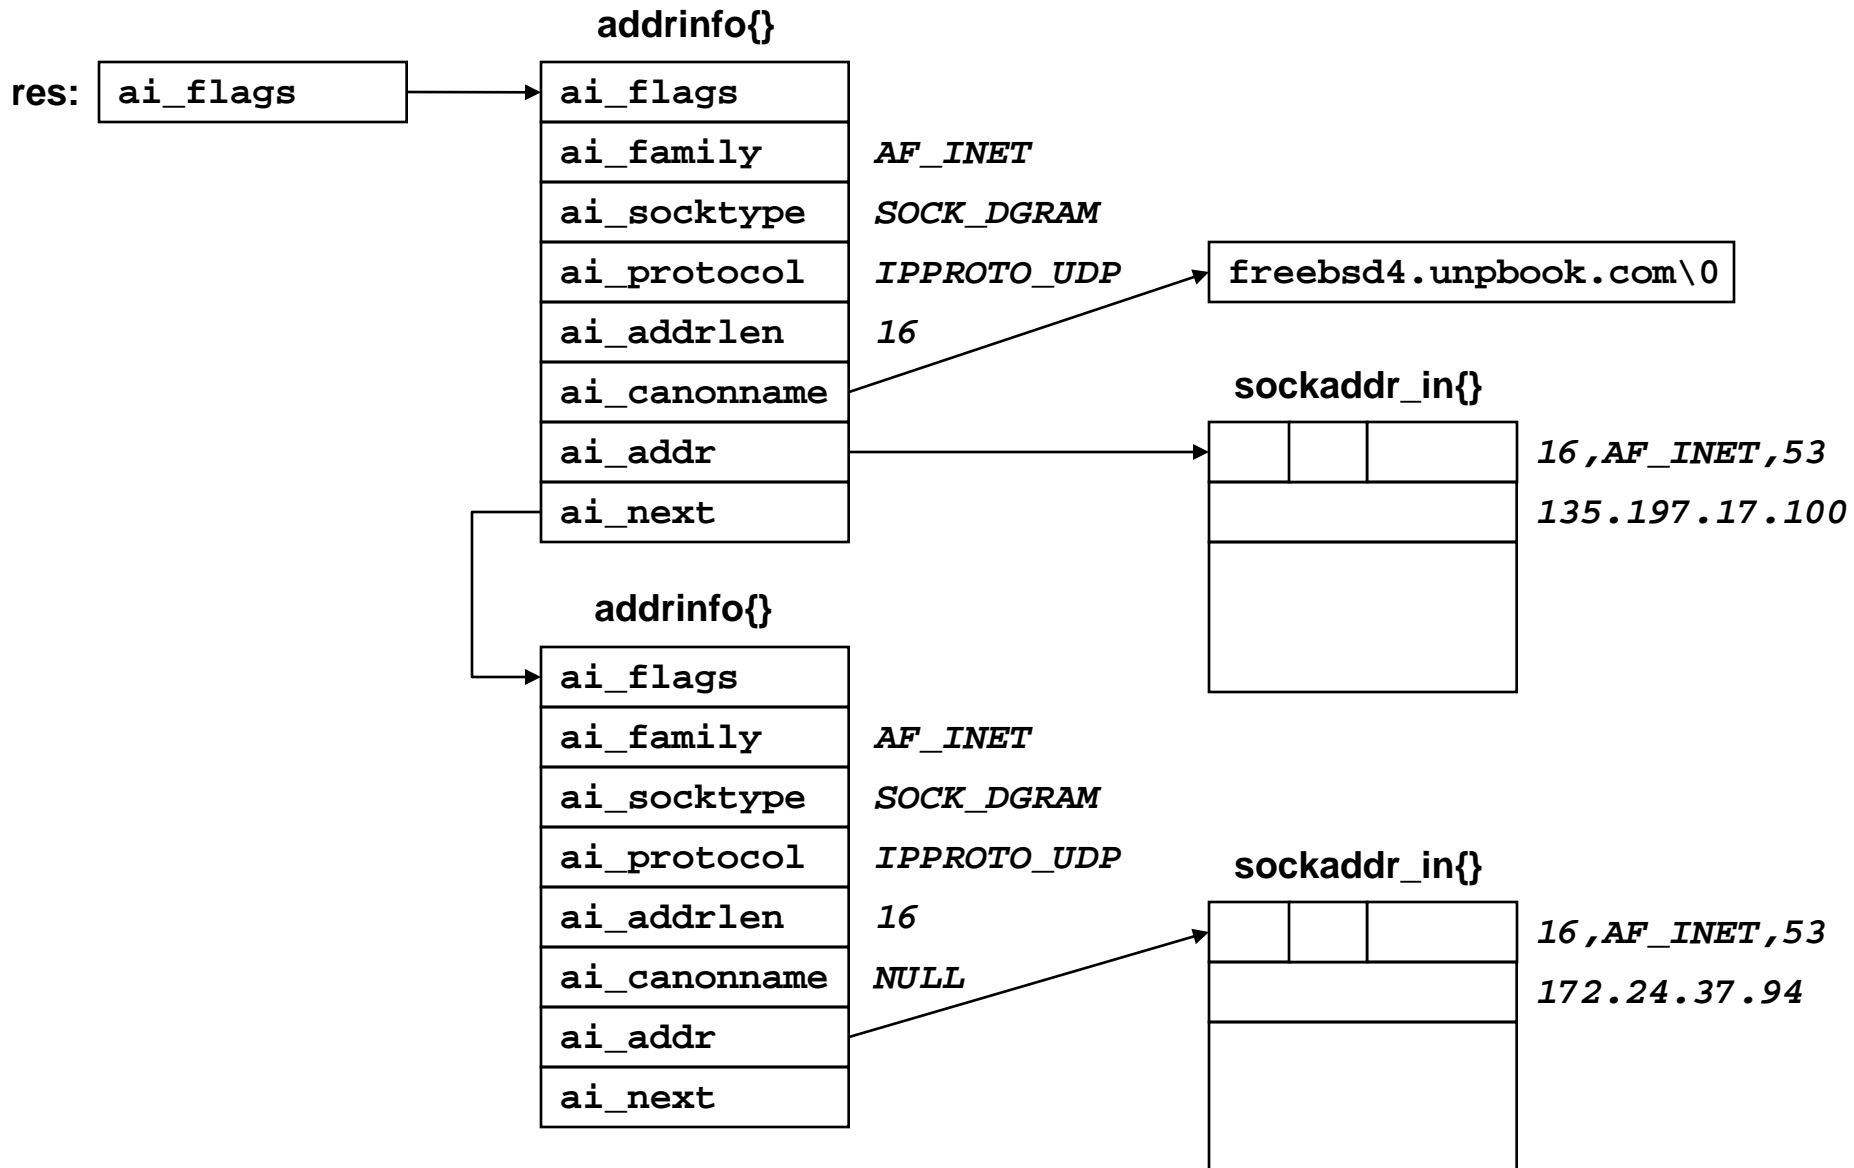 addrinfo{}
res: ai_flags
ai_flags
ai_family AF_INET
ai_socktype SOCK_DGRAM
ai_protocol IPPROTO_UDP
freebsd4.unpbook.com\0
ai_addrlen 16
ai_canonname
sockaddr_in{}
ai_addr
16,AF_INET,53
ai_next
135.197.17.100
addrinfo{}
ai_flags
ai_family AF_INET
ai_socktype SOCK_DGRAM
ai_protocol IPPROTO_UDP
sockaddr_in{}
ai_addrlen 16
16,AF_INET,53
ai_canonname NULL
172.24.37.94
ai_addr
ai_next